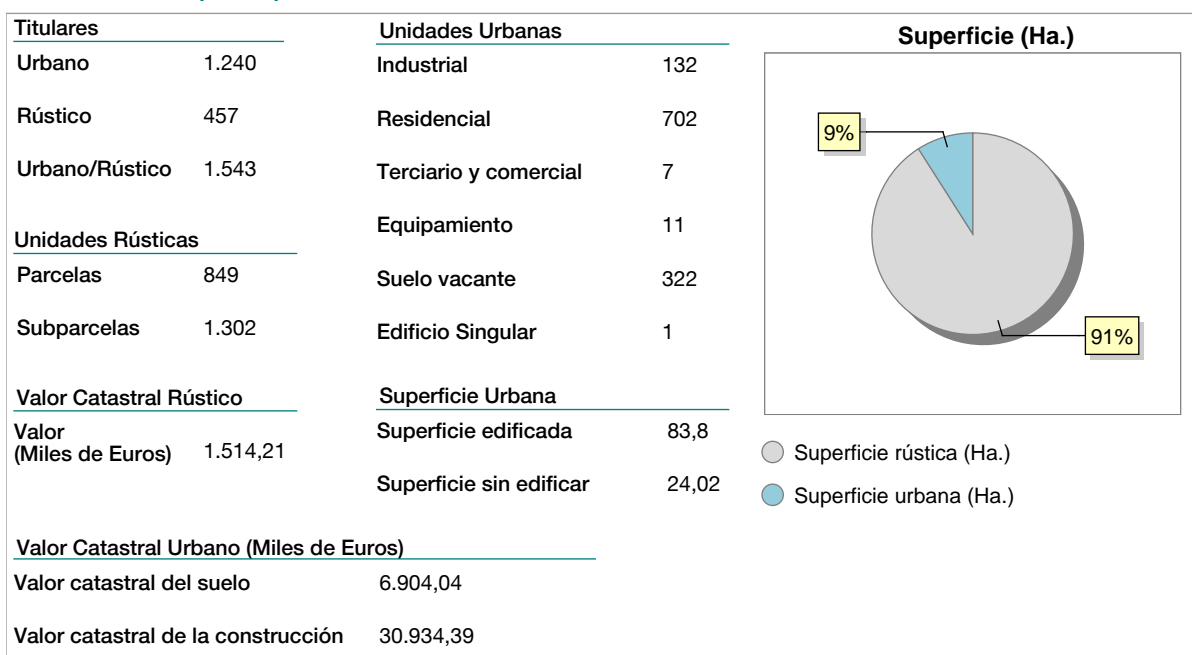 Titulares
Urbano 1.240
Rústico 457
Urbano/Rústico 1.543
Unidades Rústicas
Parcelas 849
Subparcelas 1.302
Valor Catastral Rústico
Valor
(Miles de Euros) 1.514,21
Unidades Urbanas
Industrial 132
Residencial 702
Terciario y comercial 7
Equipamiento 11
Suelo vacante 322
Edificio Singular 1
Superficie Urbana
Superficie edificada 83,8
Superficie sin edificar 24,02
Valor Catastral Urbano (Miles de Euros)
Valor catastral del suelo 6.904,04
Valor catastral de la construcción 30.934,39
Superficie (Ha.)
9%
91%
Superficie rústica (Ha.)
Superficie urbana (Ha.)